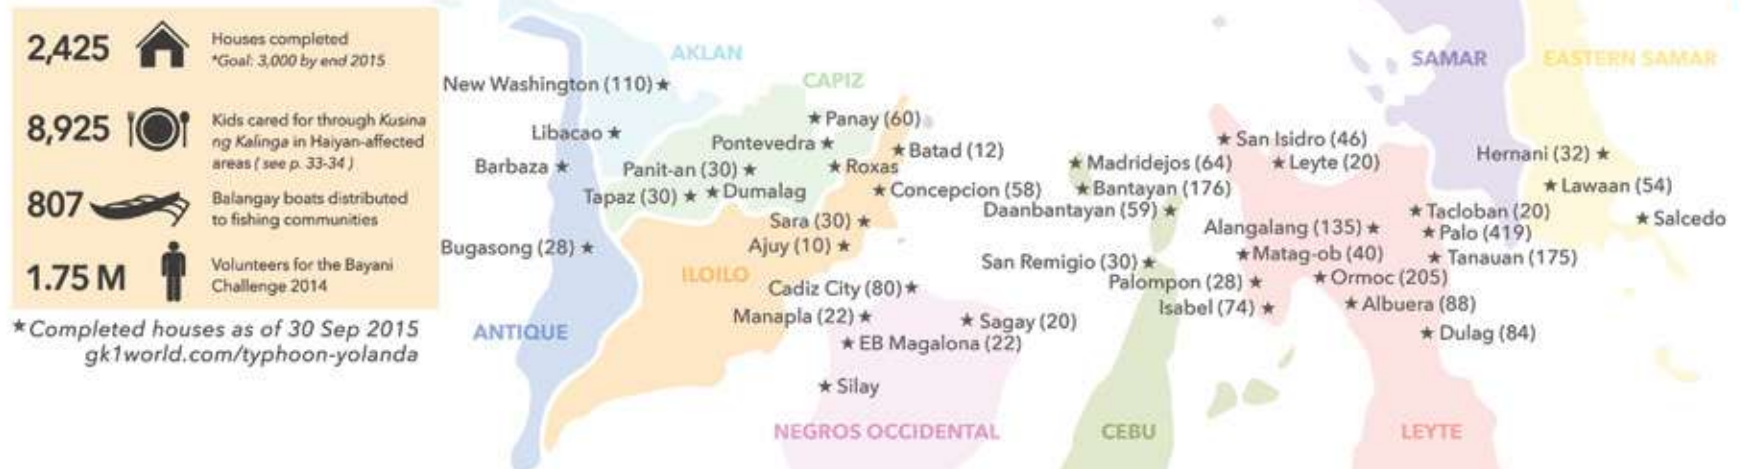 2,425
Houses completed
*Goal: 3,000 by end 2015
8,925
Kids cared for through Kusina
ng Kalinga in Haiyan-affected
areas ( see p. 33-34 )
807
Balangay boats distributed
to fishing communities
1.75 M
Volunteers for the Bayani
Challenge 2014
★Completed houses as of 30 Sep 2015
gk1world.com/typhoon-yolanda
AKLAN
New Washington (110)★
Libacao ★
CAPIZ
★Panay (60)
Pontevedra ★
Panit-an (30) ★
★Roxas
Tapaz (30) ★
★Dumalag
ANTIQUE
Barbaza ★
Bugasong (28) ★
ILOILO
★Batad (12)
★Concepcion (58)
Sara (30) ★
Ajuy (10) ★
NEGROS OCCIDENTAL
Cadiz City (80)★
Manapla (22) ★
★ Sagay (20)
★ EB Magalona (22)
★ Silay
CEBU
★Madridejos (64)
★Bantayan (176)
Daanbantayan (59) ★
San Remigio (30) ★
LEYTE
★ San Isidro (46)
★Leyte (20)
Alangalang (135) ★
★Matag-ob (40)
Palompon (28) ★
Isabel (74) ★
★ Tacloban (20)
★ Palo (419)
★ Tanauan (175)
★ Ormoc (205)
★ Albuera (88)
★ Dulag (84)
SAMAR
EASTERN SAMAR
Hernani (32) ★
★ Lawaan (54)
★ Salcedo